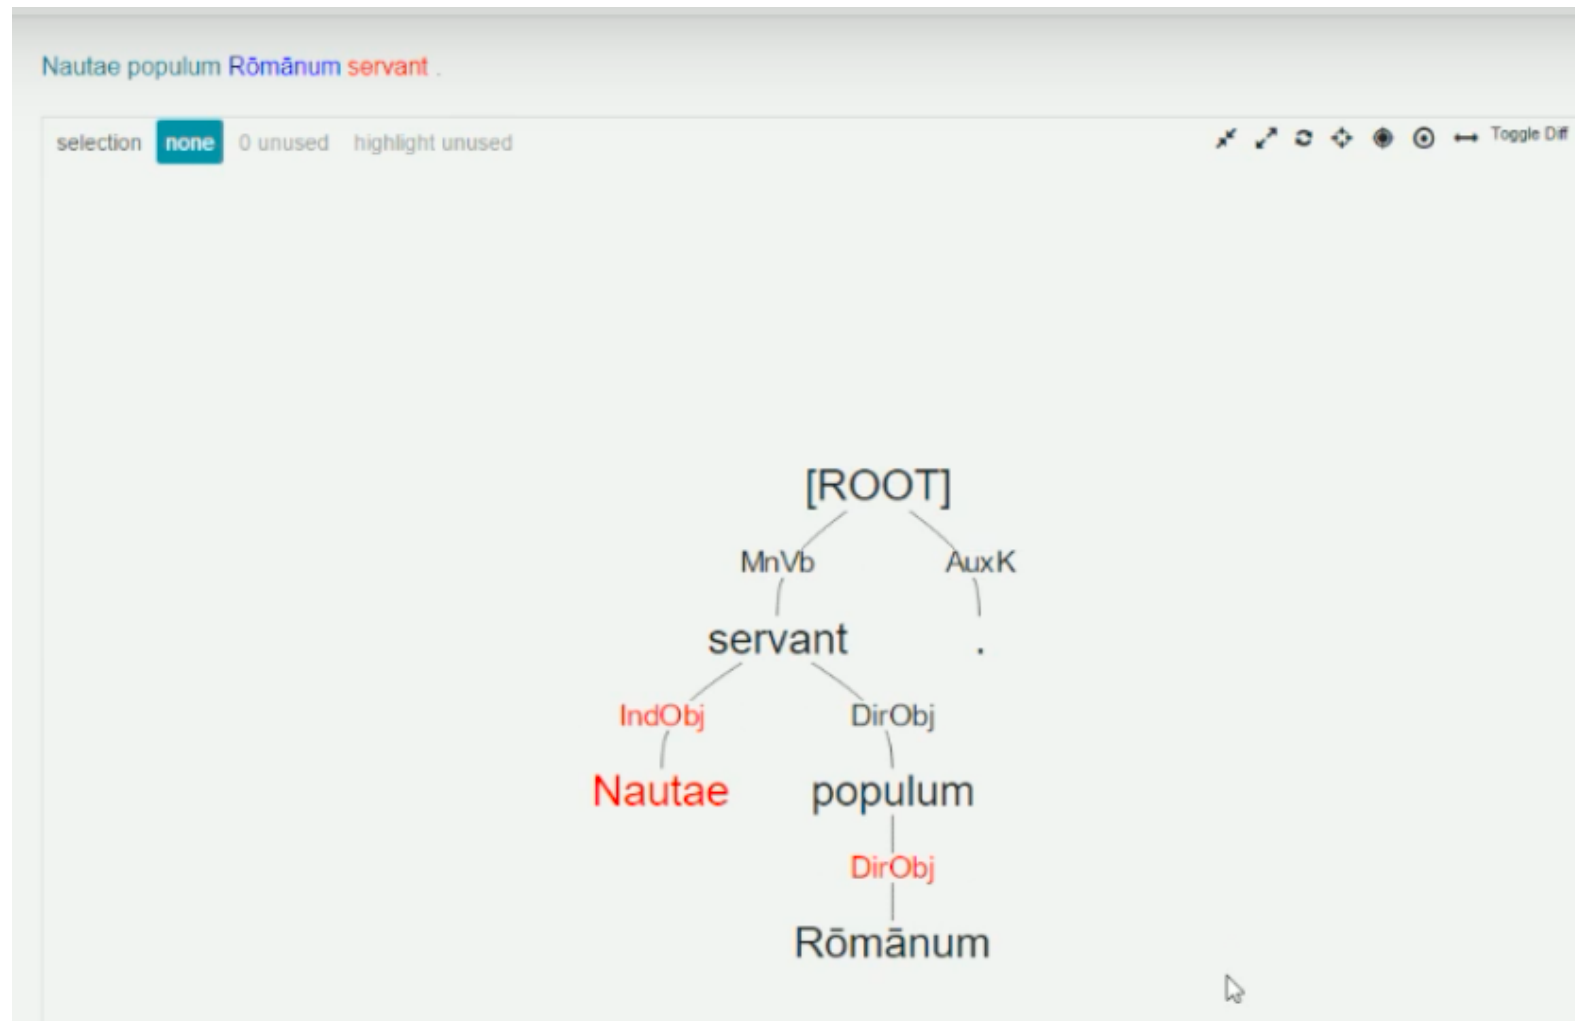 Nautae populum Rōmānum servant .
selection none 0 unused highlight unused Toggle Diff
[ROOT]
MnVb AuxK
servant .
IndObj DirObj
Nautae populum
DirObj
Rōmānum